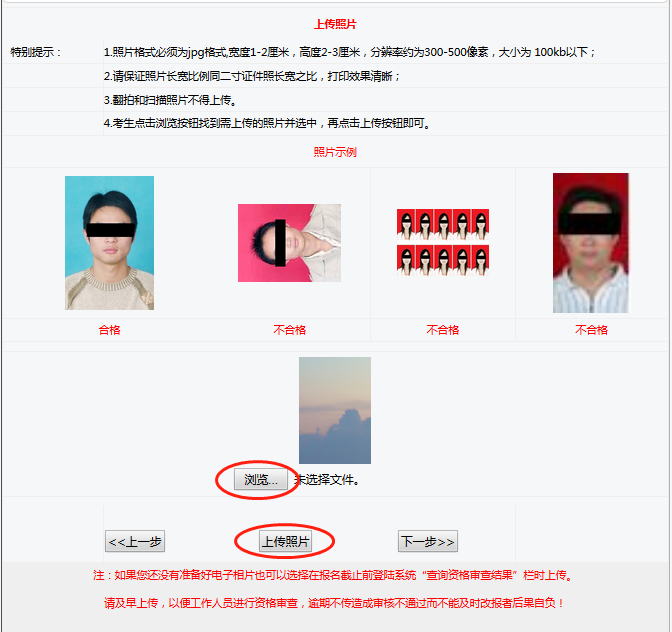 上传照片
特别提示：
1.照片格式必须为jpg格式,宽度1-2厘米，高度2-3厘米，分辨率约为300-500像素，大小为 100kb以下；
2.请保证照片长宽比例同二寸证件照长宽之比，打印效果清晰；
3.翻拍和扫描照片不得上传。
4.考生点击浏览按钮找到需上传的照片并选中，再点击上传按钮即可。
照片示例
合格 不合格 不合格 不合格
浏览... 未选择文件。
<<上一步 上传照片 下一步>>
注：如果您还没有准备好电子相片也可以选择在报名截止前登陆系统“查询资格审查结果”栏时上传。
请及早上传，以便工作人员进行资格审查，逾期不传造成审核不通过而不能及时改报者后果自负！